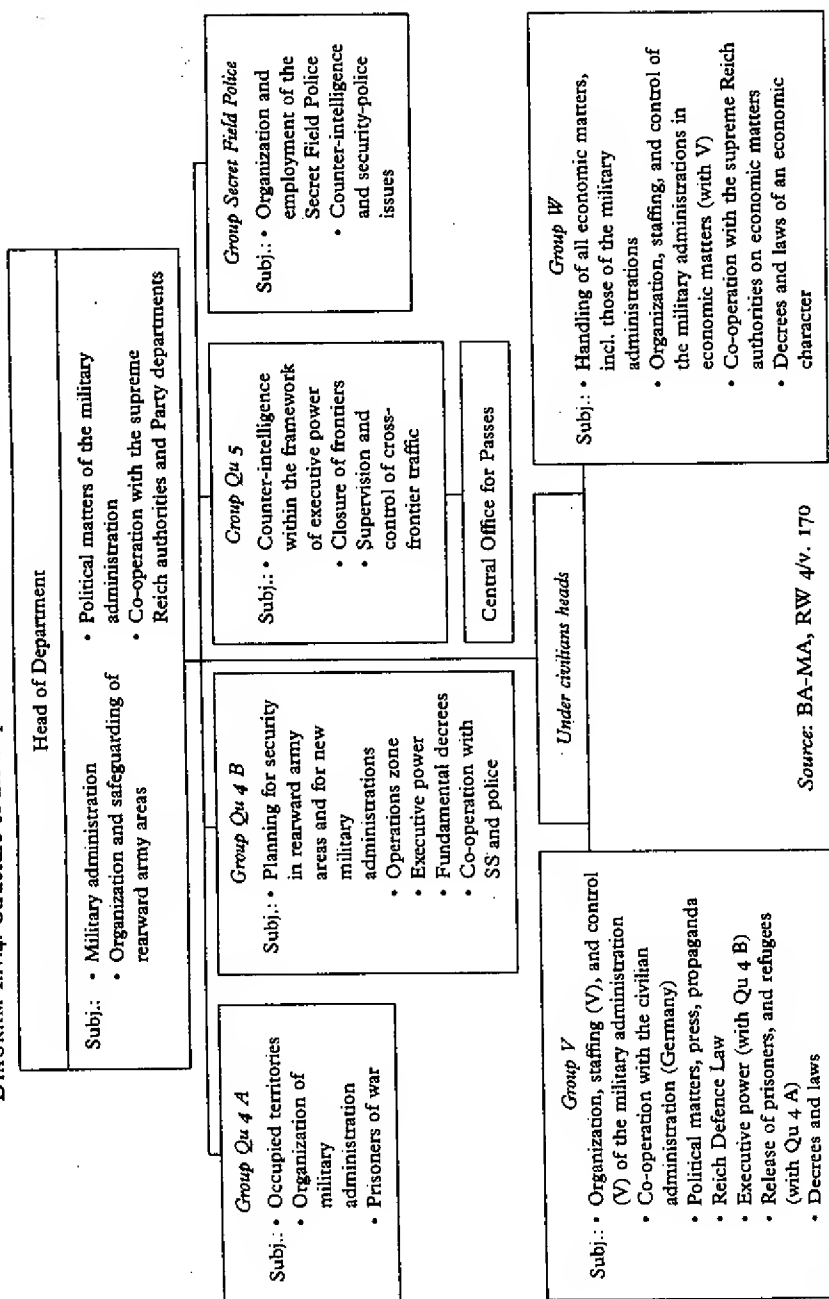 Head of Department
Subj.: • Military administration
• Organization and safeguarding of
rearward army areas
• Political matters of the military
administration
• Co-operation with the supreme
Reich authorities and Party departments
Group Qu 4 A
Subj.: • Occupied territories
• Organization of
military
administration
• Prisoners of war
Group Qu 4 B
Subj.: • Planning for security
in rearward army
areas and for new
military
administrations
• Operations zone
• Executive power
• Fundamental decrees
• Co-operation with
SS and police
Group Qu 5
Subj.: • Counter-intelligence
within the framework
of executive power
• Closure of frontiers
• Supervision and
control of cross-
frontier traffic
Central Office for Passes
Group Secret Field Police
Subj.: • Organization and
employment of the
Secret Field Police
• Counter-intelligence
and security-police
issues
Under civilians heads
Group V
Subj.: • Organization, staffing (V), and control
(V) of the military administration
• Co-operation with the civilian
administration (Germany)
• Political matters, press, propaganda
• Reich Defence Law
• Executive power (with Qu 4 B)
• Release of prisoners, and refugees
(with Qu 4 A)
• Decrees and laws
Group W
Subj.: • Handling of all economic matters,
incl. those of the military
administrations
• Organization, staffing, and control of
the military administrations in
economic matters (with V)
• Co-operation with the supreme Reich
authorities on economic matters
• Decrees and laws of an economic
character
Source: BA-MA, RW 4/v. 170